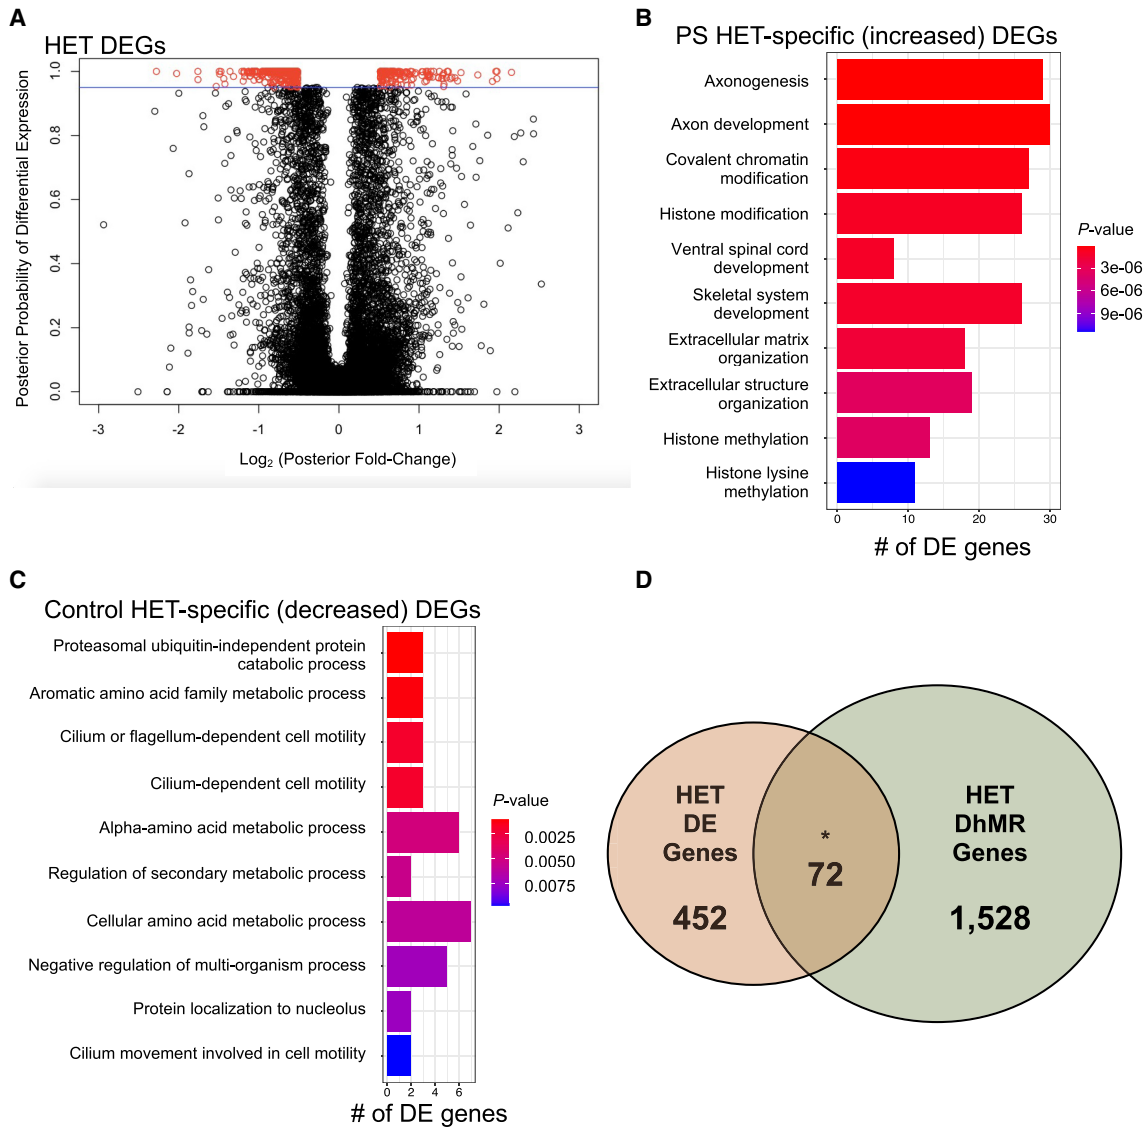 A
HET DEGs
Posterior Probability of Differential Expression
1.0
0.8
0.6
0.4
0.2
0.0
-3
-2
-1
0
1
2
3
Log2 (Posterior Fold-Change)
B
PS HET-specific (increased) DEGs
Axonogenesis
Axon development
Covalent chromatin
modification
Histone modification
Ventral spinal cord
development
Skeletal system
development
Extracellular matrix
organization
Extracellular structure
organization
Histone methylation
Histone lysine
methylation
0
10
20
30
# of DE genes
P-value
3e-06
6e-06
9e-06
C
Control HET-specific (decreased) DEGs
Proteasomal ubiquitin-independent protein
catabolic process
Aromatic amino acid family metabolic process
Cilium or flagellum-dependent cell motility
Cilium-dependent cell motility
Alpha-amino acid metabolic process
Regulation of secondary metabolic process
Cellular amino acid metabolic process
Negative regulation of multi-organism process
Protein localization to nucleolus
Cilium movement involved in cell motility
0
2
4
6
# of DE genes
P-value
0.0025
0.0050
0.0075
D
HET
DE
Genes
452
*
72
HET
DhMR
Genes
1,528